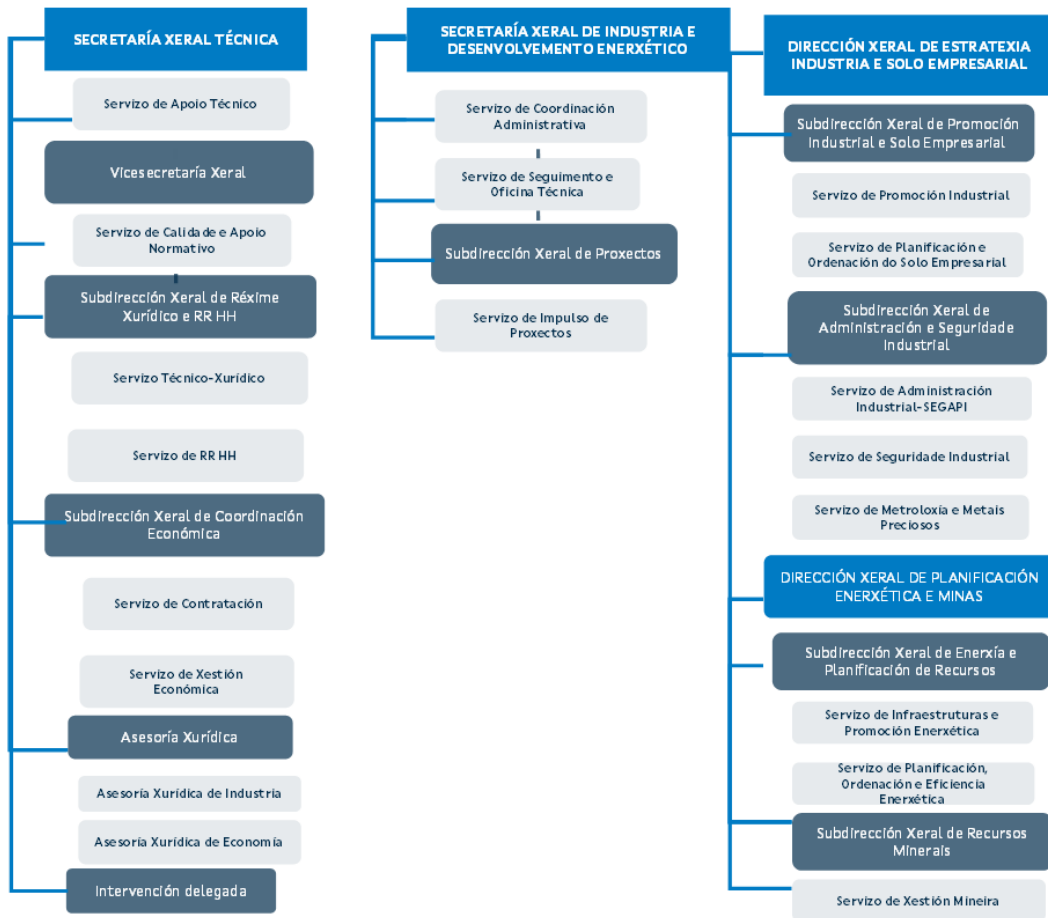 SECRETARÍA XERAL TÉCNICA
Servizo de Apoio Técnico
Vicesecretaría Xeral
Servizo de Calidade e Apoio
Normativo
Subdirección Xeral de Réxime
Xurídico e RR HH
Servizo Técnico-Xurídico
Servizo de RR HH
Subdirección Xeral de Coordinación
Económica
Servizo de Contratación
Servizo de Xestión
Económica
Asesoría Xurídica
Asesoría Xurídica de Industria
Asesoría Xurídica de Economía
Intervención delegada
SECRETARÍA XERAL DE INDUSTRIA E
DESENVOLVEMENTO ENERXÉTICO
Servizo de Coordinación
Administrativa
Servizo de Seguimento e
Oficina Técnica
Subdirección Xeral de Proxectos
Servizo de Impulso de
Proxectos
DIRECCIÓN XERAL DE ESTRATEXIA
INDUSTRIA E SOLO EMPRESARIAL
Subdirección Xeral de Promoción
Industrial e Solo Empresarial
Servizo de Promoción Industrial
Servizo de Planificación e
Ordenación do Solo Empresarial
Subdirección Xeral de
Administración e Seguridade
Industrial
Servizo de Administración
Industrial-SEGAPI
Servizo de Seguridade Industrial
Servizo de Metroloxía e Metais
Preciosos
DIRECCIÓN XERAL DE PLANIFICACIÓN
ENERXÉTICA E MINAS
Subdirección Xeral de Enerxía e
Planificación de Recursos
Servizo de Infraestruturas e
Promoción Enerxética
Servizo de Planificación,
Ordenación e Eficiencia
Enerxética
Subdirección Xeral de Recursos
Minerais
Servizo de Xestión Mineira